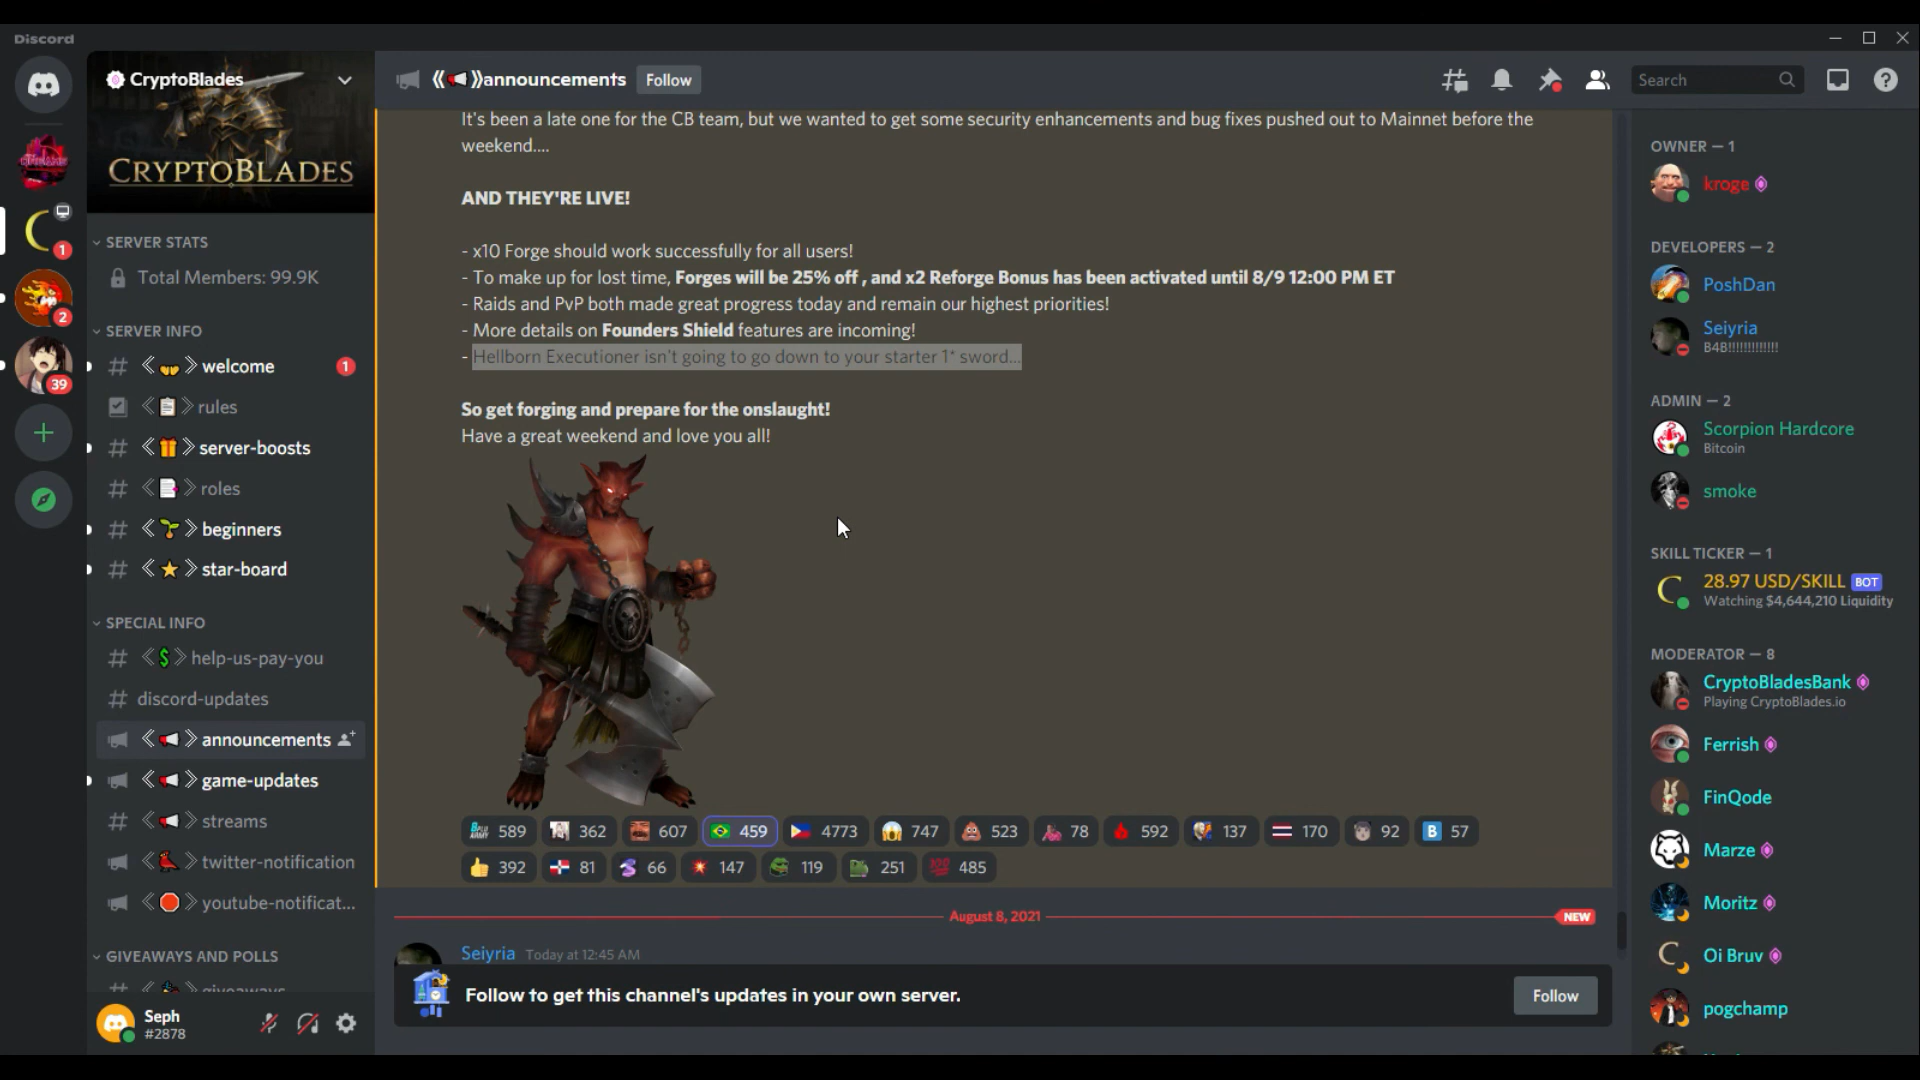 Discord
CryptoBlades
CRYPTOBLADES
1
2
39
SERVER STATS
Total Members: 99.9K
SERVER INFO
welcome
1
rules
server-boosts
roles
beginners
star-board
SPECIAL INFO
help-us-pay-you
discord-updates
announcements
game-updates
streams
twitter-notification
youtube-notificat...
GIVEAWAYS AND POLLS
giveaways
Seph
#2878
announcements
Follow
Search
It's been a late one for the CB team, but we wanted to get some security enhancements and bug fixes pushed out to Mainnet before the
weekend....
AND THEY'RE LIVE!
- x10 Forge should work successfully for all users!
- To make up for lost time, Forges will be 25% off , and x2 Reforge Bonus has been activated until 8/9 12:00 PM ET
- Raids and PvP both made great progress today and remain our highest priorities!
- More details on Founders Shield features are incoming!
- Hellborn Executioner isn't going to go down to your starter 1* sword...
So get forging and prepare for the onslaught!
Have a great weekend and love you all!
589 362 607 459 4773 747 523 78 592 137 170 92 B 57
392 81 66 147 119 251 100 485
August 8, 2021
NEW
Seiyria Today at 12:45 AM
Follow to get this channel's updates in your own server.
Follow
OWNER — 1
kroge
DEVELOPERS — 2
PoshDan
Seiyria
B4B!!!!!!!!!!!!!
ADMIN — 2
Scorpion Hardcore
Bitcoin
smoke
SKILL TICKER — 1
28.97 USD/SKILL BOT
Watching $4,644,210 Liquidity
MODERATOR — 8
CryptoBladesBank
Playing CryptoBlades.io
Ferrish
FinQode
Marze
Moritz
Oi Bruv
pogchamp